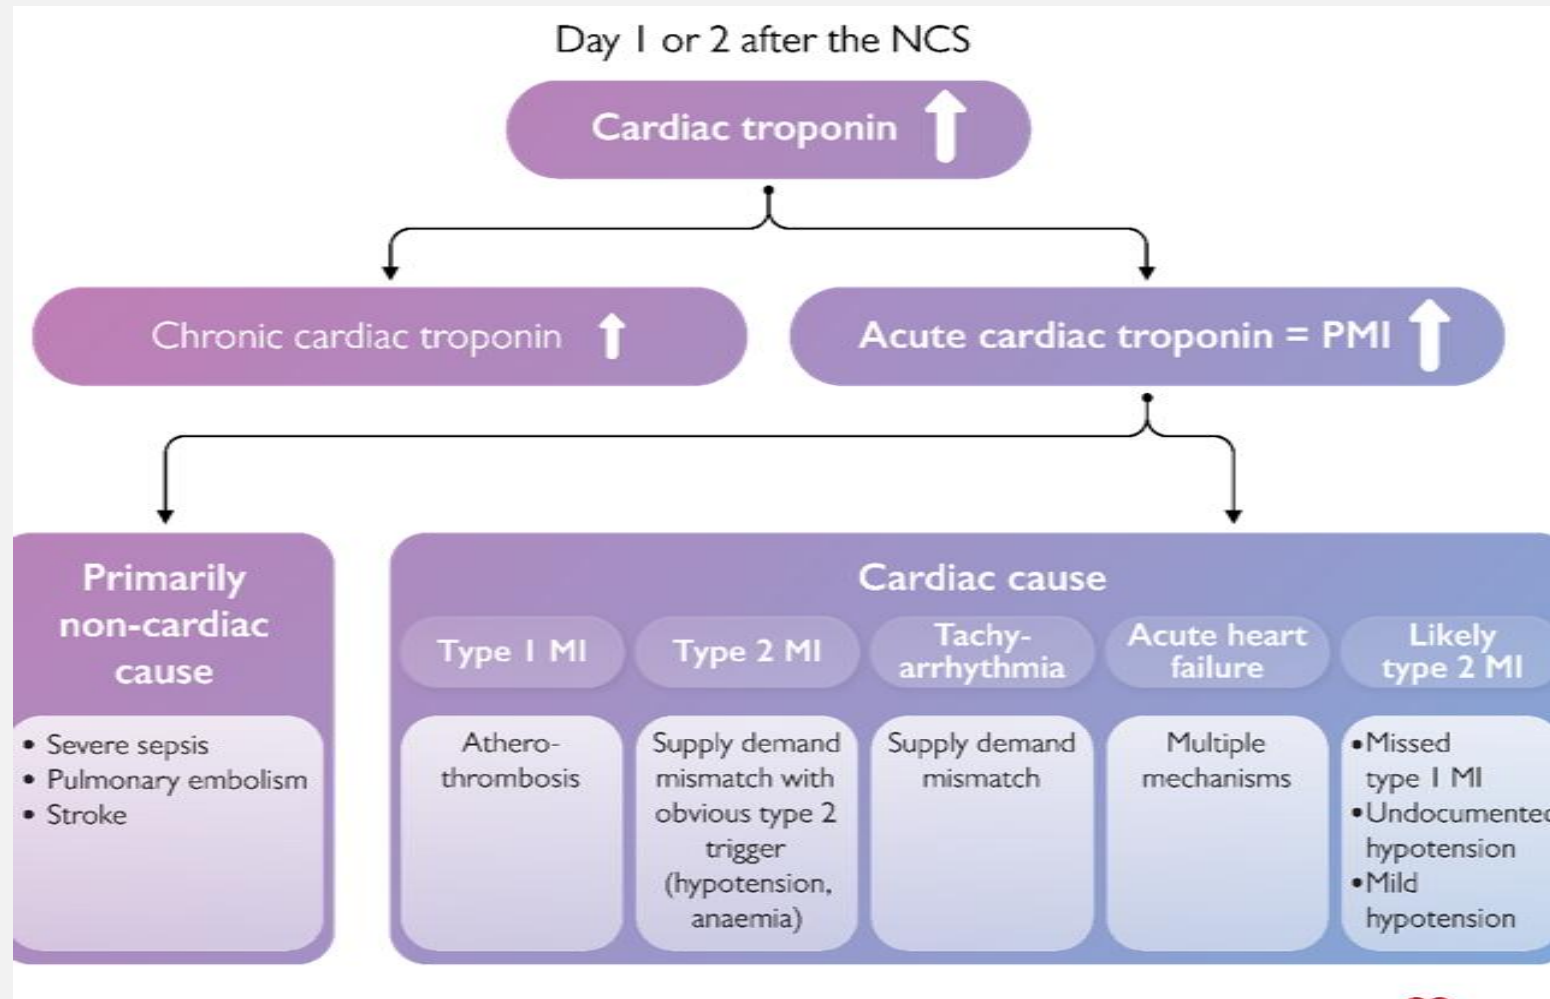 Day 1 or 2 after the NCS
Cardiac troponin
Chronic cardiac troponin
Acute cardiac troponin = PMI
Primarily
non-cardiac
cause
• Severe sepsis
• Pulmonary embolism
• Stroke
Cardiac cause
Type 1 MI
Athero-
thrombosis
Type 2 MI
Supply demand
mismatch with
obvious type 2
trigger
(hypotension,
anaemia)
Tachy-
arrhythmia
Supply demand
mismatch
Acute heart
failure
Multiple
mechanisms
Likely
type 2 MI
•Missed
type 1 MI
•Undocumented
hypotension
•Mild
hypotension